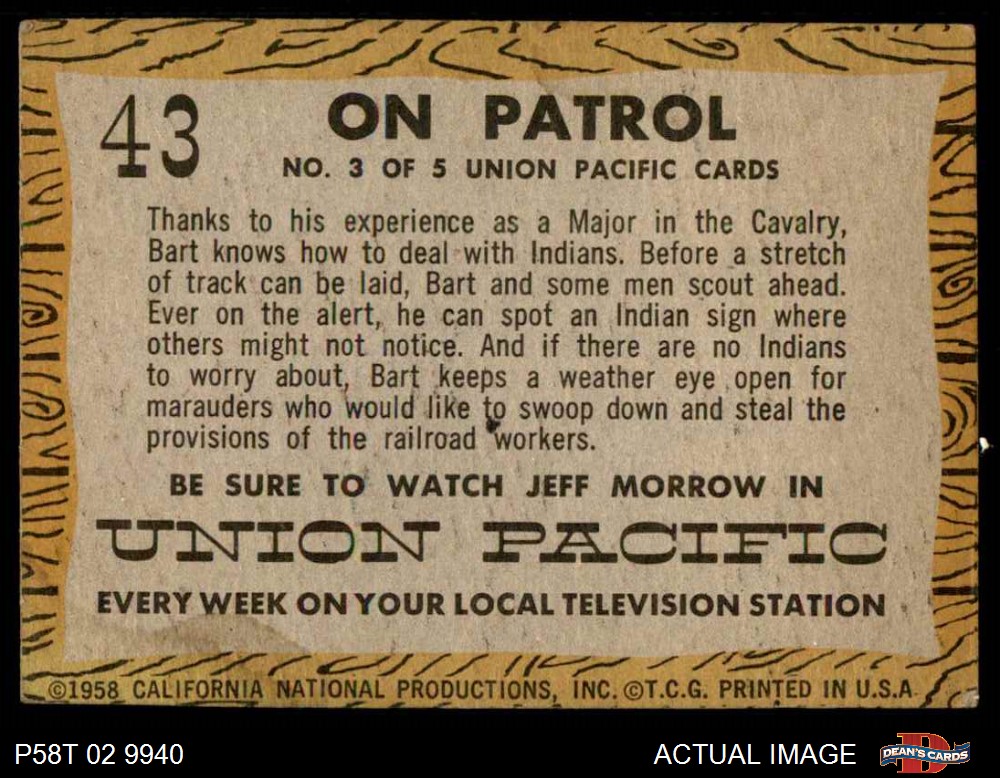 43
ON PATROL
NO. 3 OF 5 UNION PACIFIC CARDS
Thanks to his experience as a Major in the Cavalry,
Bart knows how to deal with Indians. Before a stretch
of track can be laid, Bart and some men scout ahead.
Ever on the alert, he can spot an Indian sign where
others might not notice. And if there are no Indians
to worry about, Bart keeps a weather eye open for
marauders who would like to swoop down and steal the
provisions of the railroad workers.
BE SURE TO WATCH JEFF MORROW IN
UNION PACIFIC
EVERY WEEK ON YOUR LOCAL TELEVISION STATION
©1958 CALIFORNIA NATIONAL PRODUCTIONS, INC. ©T.C.G. PRINTED IN U.S.A.
P58T 02 9940
ACTUAL IMAGE
D
DEAN'S CARDS